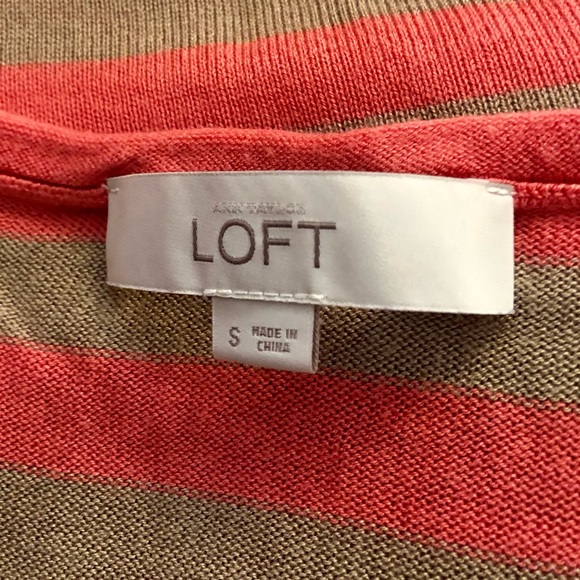 ANN TAYLOR
LOFT
S
MADE IN
CHINA